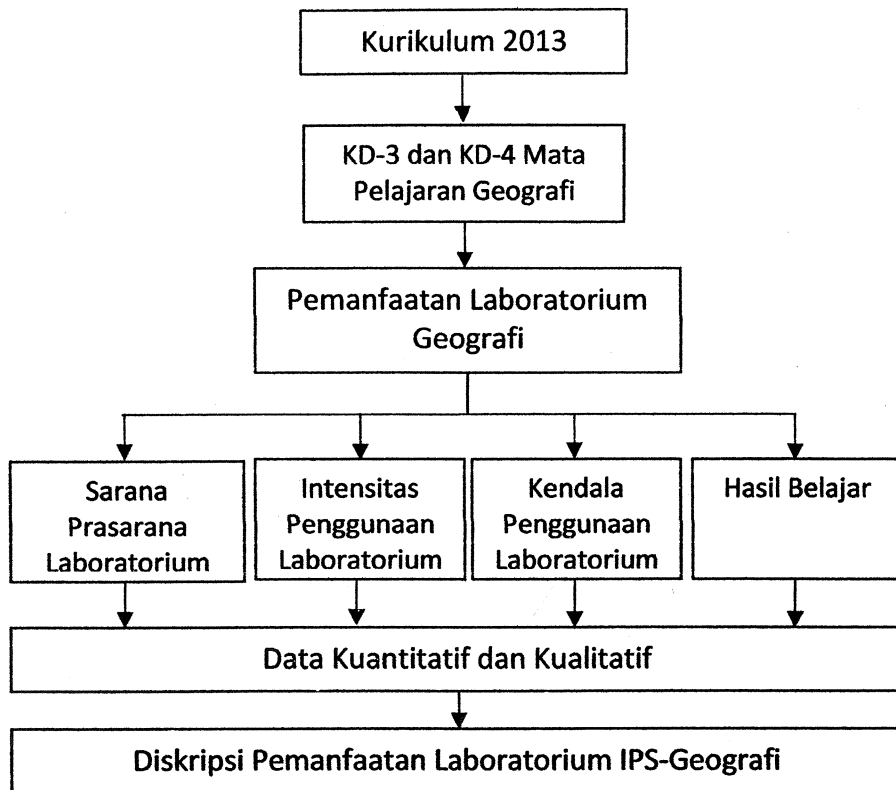 Kurikulum 2013
KD-3 dan KD-4 Mata
Pelajaran Geografi
Pemanfaatan Laboratorium
Geografi
Sarana
Prasarana
Laboratorium
Intensitas
Penggunaan
Laboratorium
Kendala
Penggunaan
Laboratorium
Hasil Belajar
Data Kuantitatif dan Kualitatif
Diskripsi Pemanfaatan Laboratorium IPS-Geografi